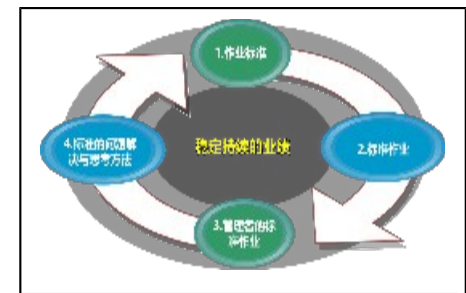 1.作业标准
稳定持续的业绩
4.标准的问题解
决与思考方法
2.标准作业
3.管理者的标
准作业